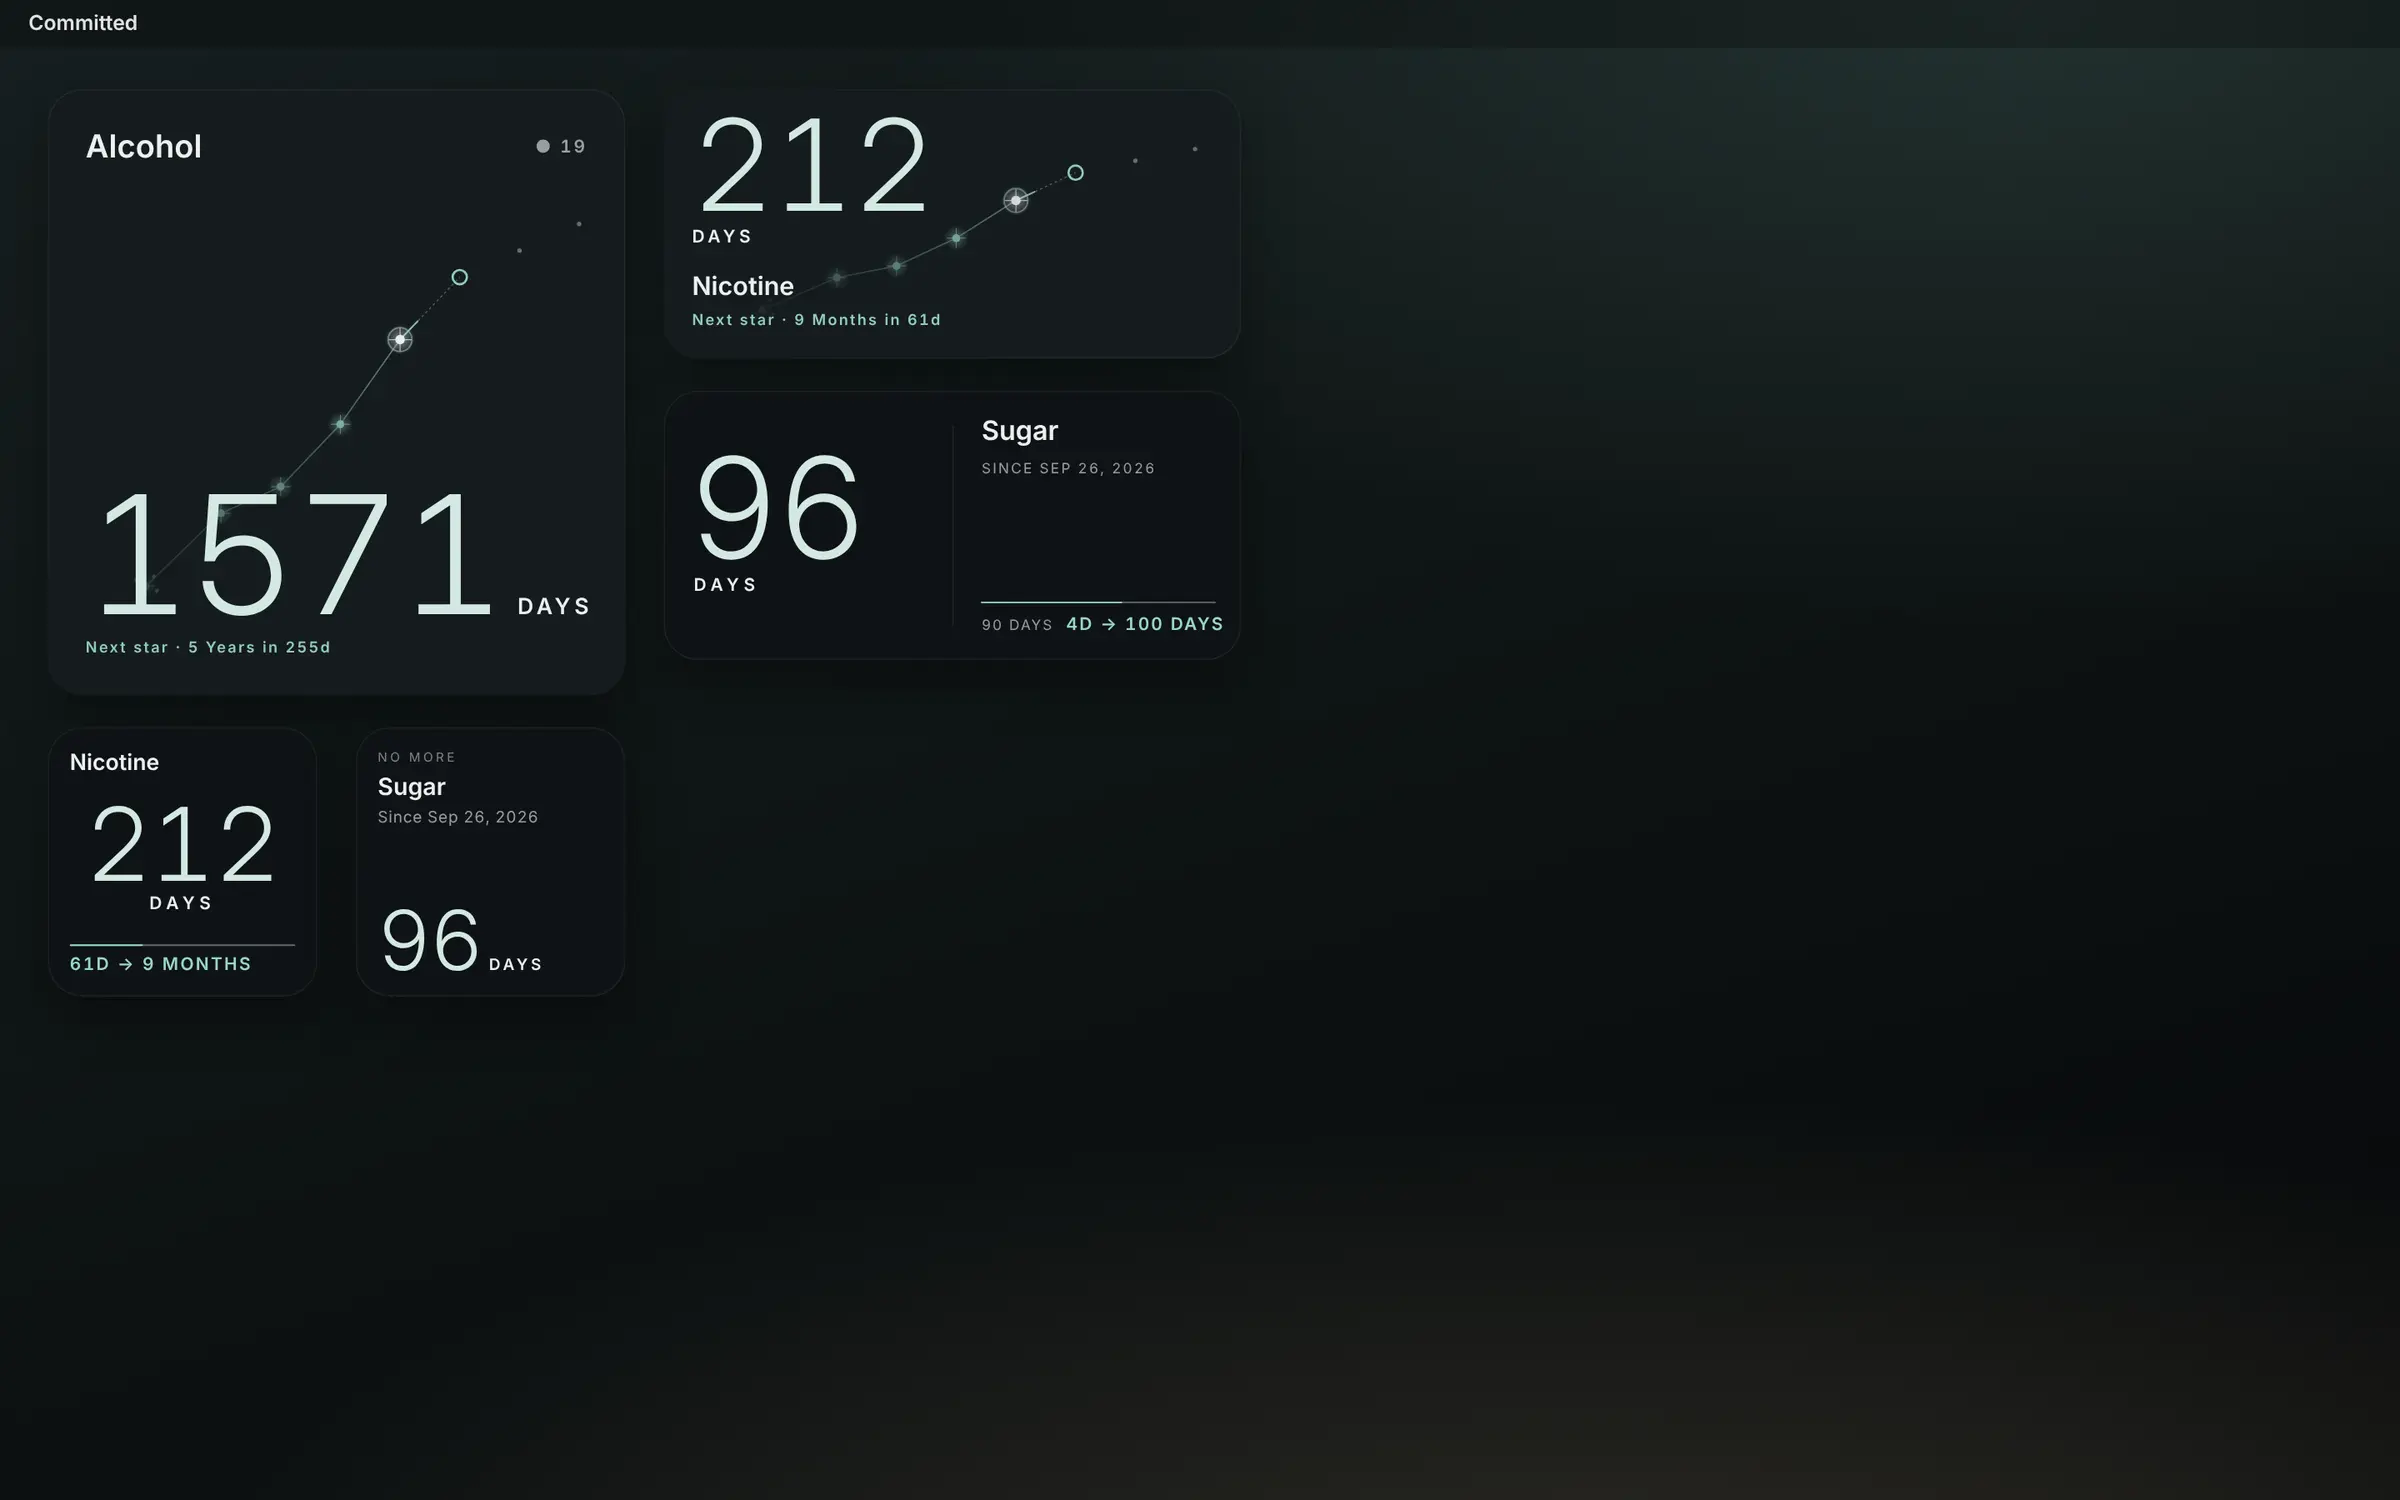 Committed
Alcohol
19
1571 DAYS
Next star · 5 Years in 255d
212
DAYS
Nicotine
Next star · 9 Months in 61d
96
DAYS
Sugar
SINCE SEP 26, 2026
90 DAYS 4D → 100 DAYS
Nicotine
212
DAYS
61D → 9 MONTHS
NO MORE
Sugar
Since Sep 26, 2026
96 DAYS